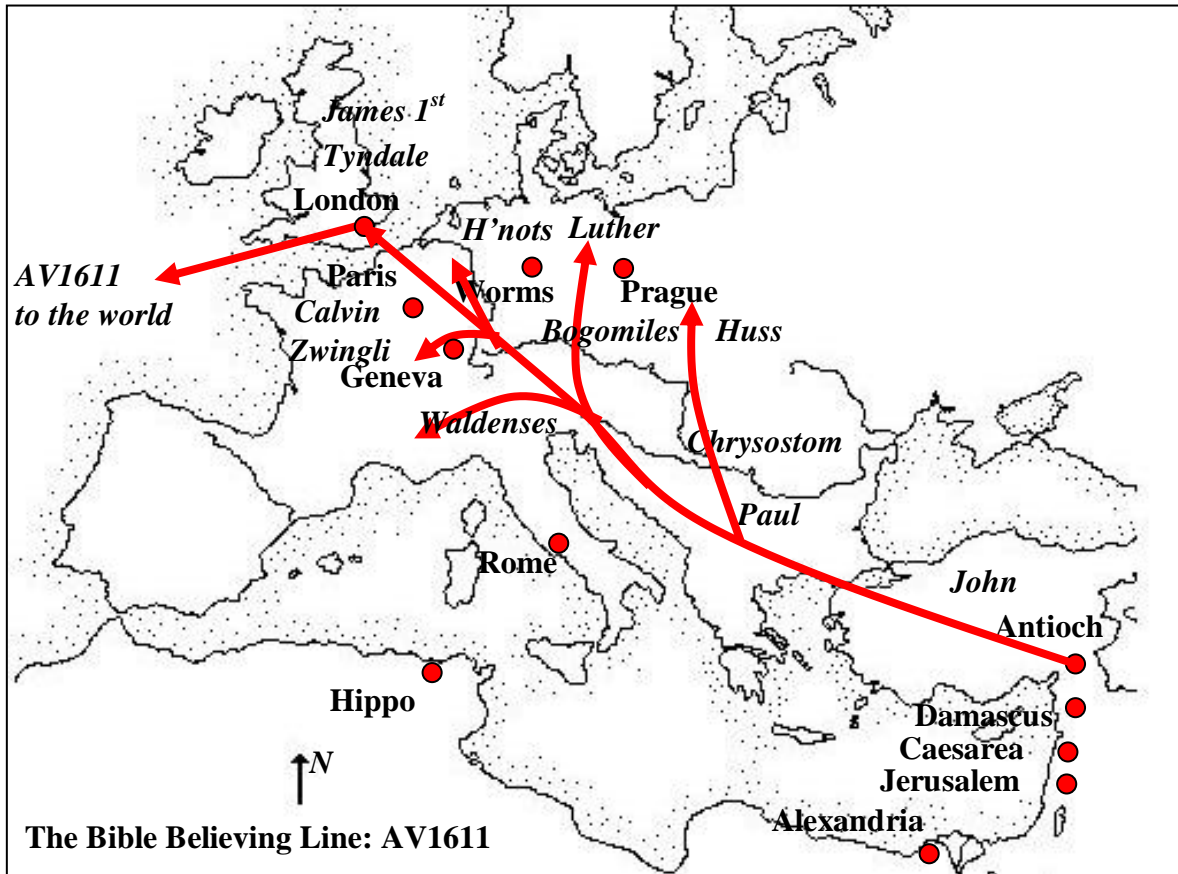 James 1st
Tyndale
London
H'nots
Luther
AV1611
to the world
Paris
Worms
Prague
Calvin
Bogomiles
Huss
Zwingli
Geneva
Waldenses
Chrysostom
Paul
Rome
John
Antioch
Hippo
Damascus
Caesarea
N
Jerusalem
Alexandria
The Bible Believing Line: AV1611